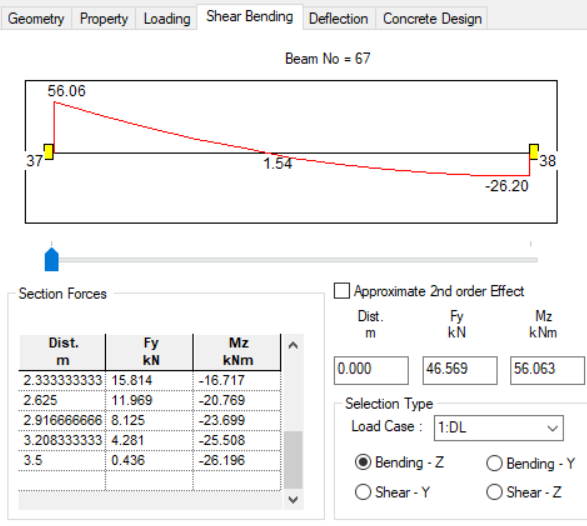 Geometry Property Loading Shear Bending Deflection Concrete Design
Beam No = 67
56.06
37
1.54
38
-26.20
Section Forces
Dist. m Fy kN Mz kNm
2.333333333 15.814 -16.717
2.625 11.969 -20.769
2.916666666 8.125 -23.699
3.208333333 4.281 -25.508
3.5 0.436 -26.196
Approximate 2nd order Effect
Dist. Fy Mz
m kN kNm
0.000 46.569 56.063
Selection Type
Load Case : 1:DL
Bending - Z Bending - Y
Shear - Y Shear - Z